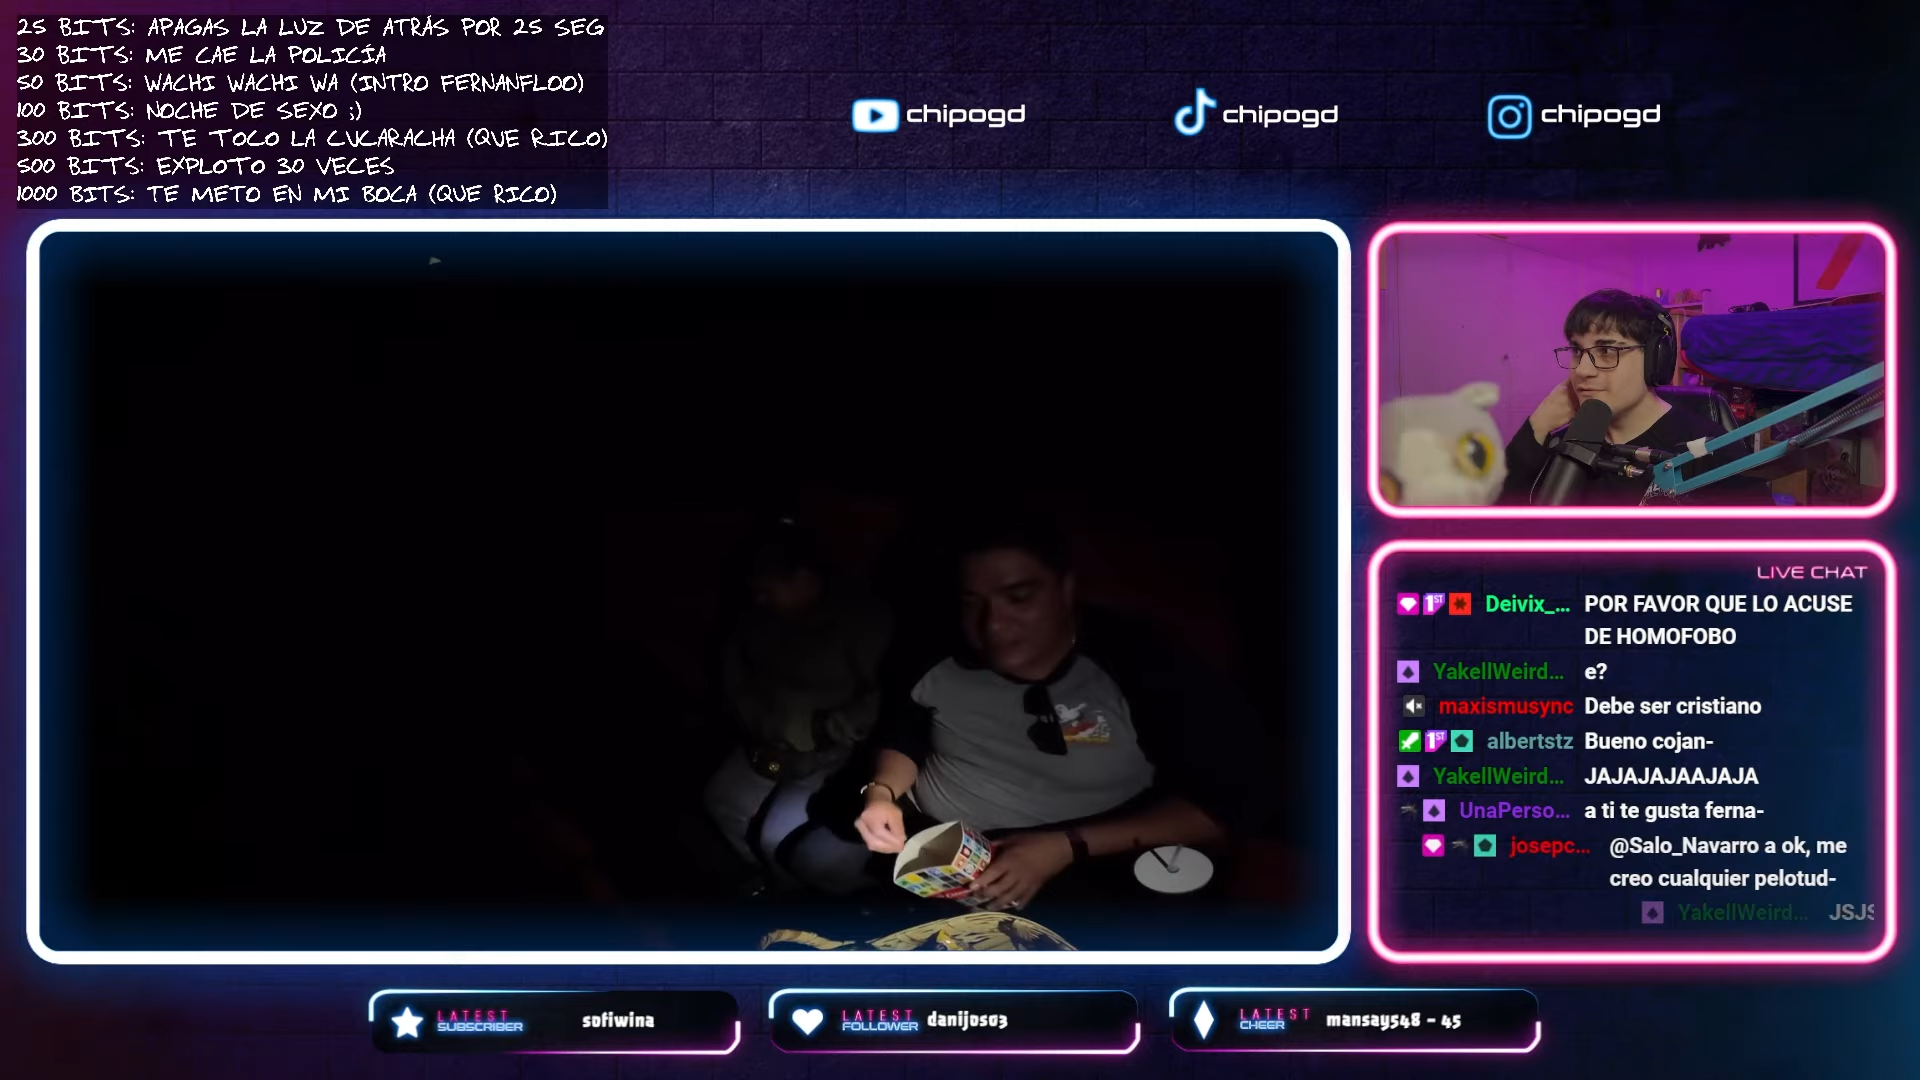 25 BITS: APAGAS LA LUZ DE ATRÁS POR 25 SEG
30 BITS: ME CAE LA POLICÍA
50 BITS: WACHI WACHI WA (INTRO FERNANFLOO)
100 BITS: NOCHE DE SEXO ;)
300 BITS: TE TOCO LA CUCARACHA (QUE RICO)
500 BITS: EXPLOTO 30 VECES
1000 BITS: TE METO EN MI BOCA (QUE RICO)
chipogd
chipogd
chipogd
LIVE CHAT
Deivix_... POR FAVOR QUE LO ACUSE
DE HOMOFOBO
YakellWeird... e?
maxismusync Debe ser cristiano
albertstz Bueno cojan-
YakellWeird... JAJAJAJAAJAJA
UnaPerso... a ti te gusta ferna-
josepc... @Salo_Navarro a ok, me
creo cualquier pelotud-
YakellWeird... JSJS
LATEST
SUBSCRIBER
sofiwina
LATEST
FOLLOWER
danijos03
LATEST
CHEER
mansay548 - 45